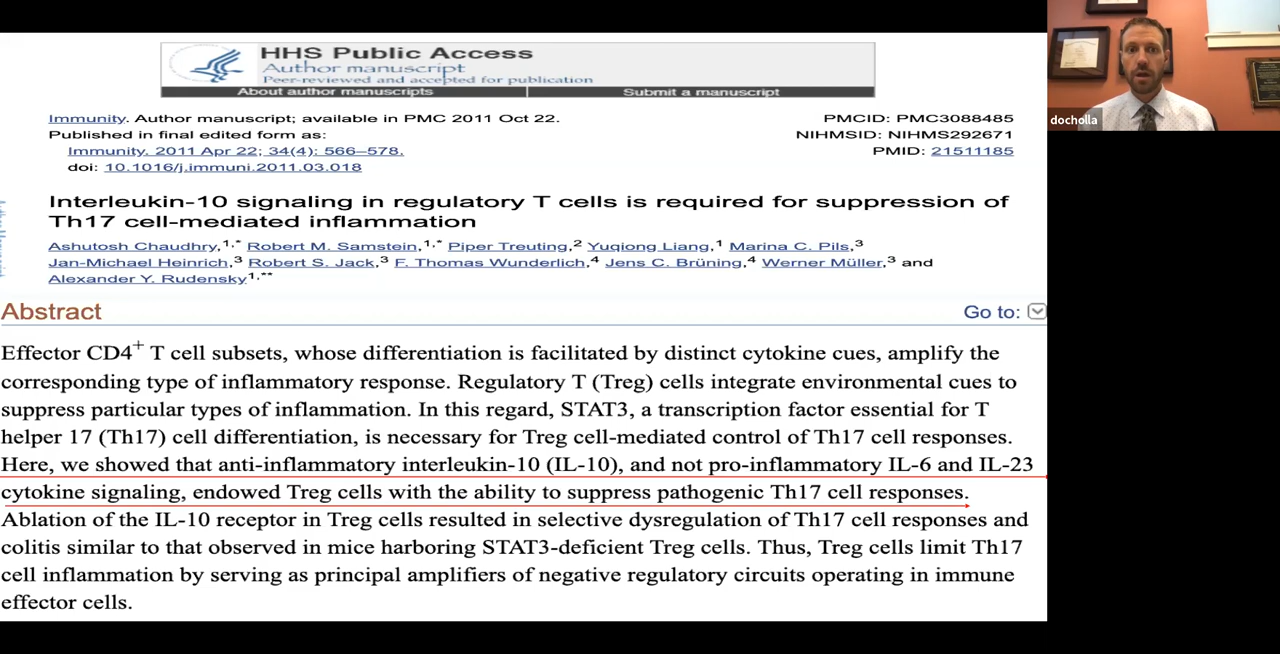 HHS Public Access
Author manuscript
Peer-reviewed and accepted for publication
About author manuscripts
Submit a manuscript
docholla
Immunity. Author manuscript; available in PMC 2011 Oct 22.
PMCID: PMC3088485
Published in final edited form as:
NIHMSID: NIHMS292671
Immunity. 2011 Apr 22; 34(4): 566–578.
PMID: 21511185
doi: 10.1016/j.immuni.2011.03.018
Interleukin-10 signaling in regulatory T cells is required for suppression of
Th17 cell-mediated inflammation
Ashutosh Chaudhry,1,* Robert M. Samstein,1,* Piper Treuting,2 Yuqiong Liang,1 Marina C. Pils,3
Jan-Michael Heinrich,3 Robert S. Jack,3 F. Thomas Wunderlich,4 Jens C. Brüning,4 Werner Müller,3 and
Alexander Y. Rudensky1,**
Abstract
Go to:
Effector CD4+ T cell subsets, whose differentiation is facilitated by distinct cytokine cues, amplify the
corresponding type of inflammatory response. Regulatory T (Treg) cells integrate environmental cues to
suppress particular types of inflammation. In this regard, STAT3, a transcription factor essential for T
helper 17 (Th17) cell differentiation, is necessary for Treg cell-mediated control of Th17 cell responses.
Here, we showed that anti-inflammatory interleukin-10 (IL-10), and not pro-inflammatory IL-6 and IL-23
cytokine signaling, endowed Treg cells with the ability to suppress pathogenic Th17 cell responses.
Ablation of the IL-10 receptor in Treg cells resulted in selective dysregulation of Th17 cell responses and
colitis similar to that observed in mice harboring STAT3-deficient Treg cells. Thus, Treg cells limit Th17
cell inflammation by serving as principal amplifiers of negative regulatory circuits operating in immune
effector cells.